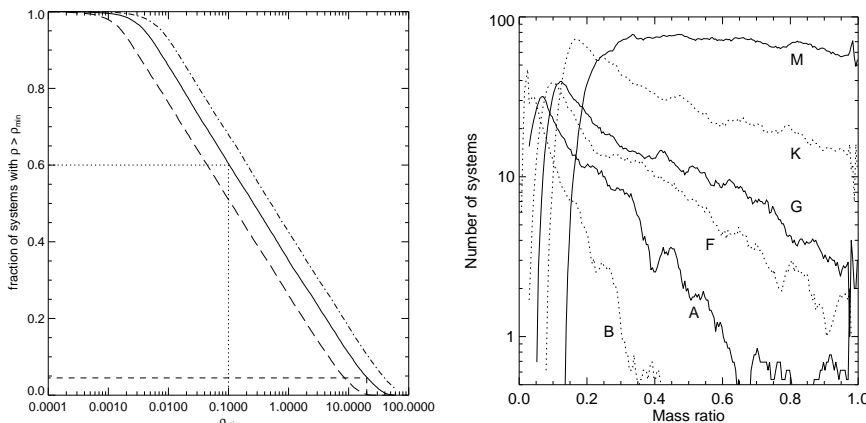 fraction of systems with ρ > ρmin
1.0
0.8
0.6
0.4
0.2
0.0
0.0001 0.0010 0.0100 0.1000 1.0000 10.0000 100.0000
Number of systems
100
10
1
M
K
G
F
A
B
0.0 0.2 0.4 0.6 0.8 1.0
Mass ratio